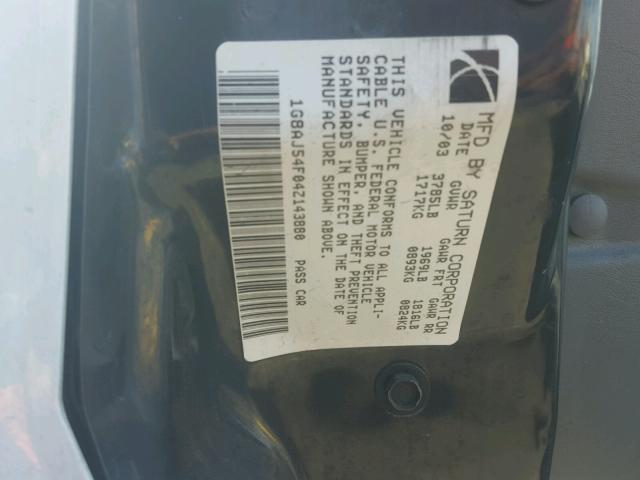 MFD BY SATURN CORPORATION
DATE GVWR GAWR FRT GAWR RR
10/03 3785LB 1969LB 1816LB
1717KG 0893KG 0824KG
THIS VEHICLE CONFORMS TO ALL APPLI-
CABLE U.S. FEDERAL MOTOR VEHICLE
SAFETY, BUMPER, AND THEFT PREVENTION
STANDARDS IN EFFECT ON THE DATE OF
MANUFACTURE SHOWN ABOVE.
1G8AJ54F04Z143880 PASS CAR